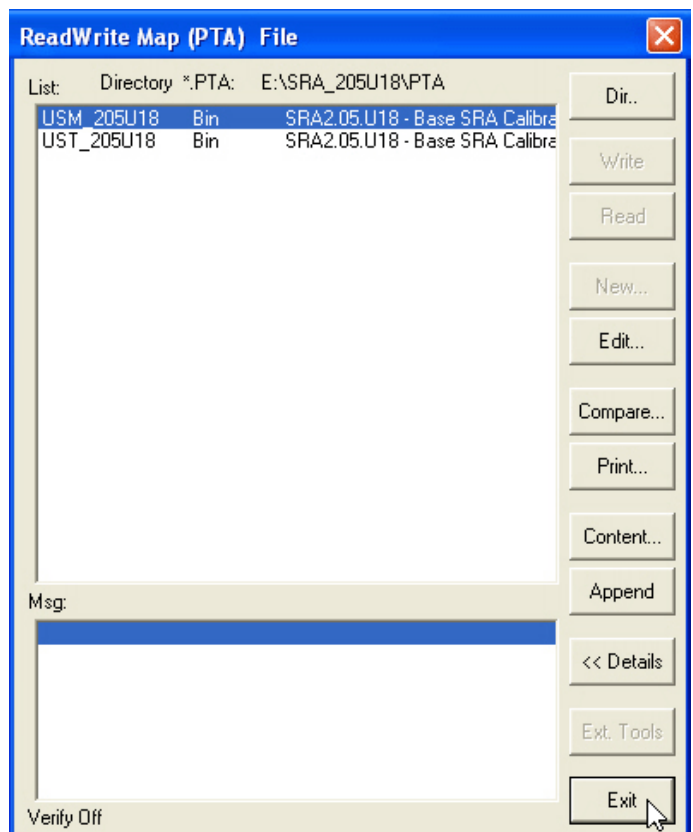 ReadWrite Map (PTA) File
List: Directory *.PTA: E:\SRA_205U18\PTA
USM_205U18 Bin SRA2.05.U18 - Base SRA Calibra
UST_205U18 Bin SRA2.05.U18 - Base SRA Calibra
Dir..
Write
Read
New...
Edit...
Compare...
Print...
Content...
Append
Msg:
<< Details
Ext. Tools
Exit
Verify Off